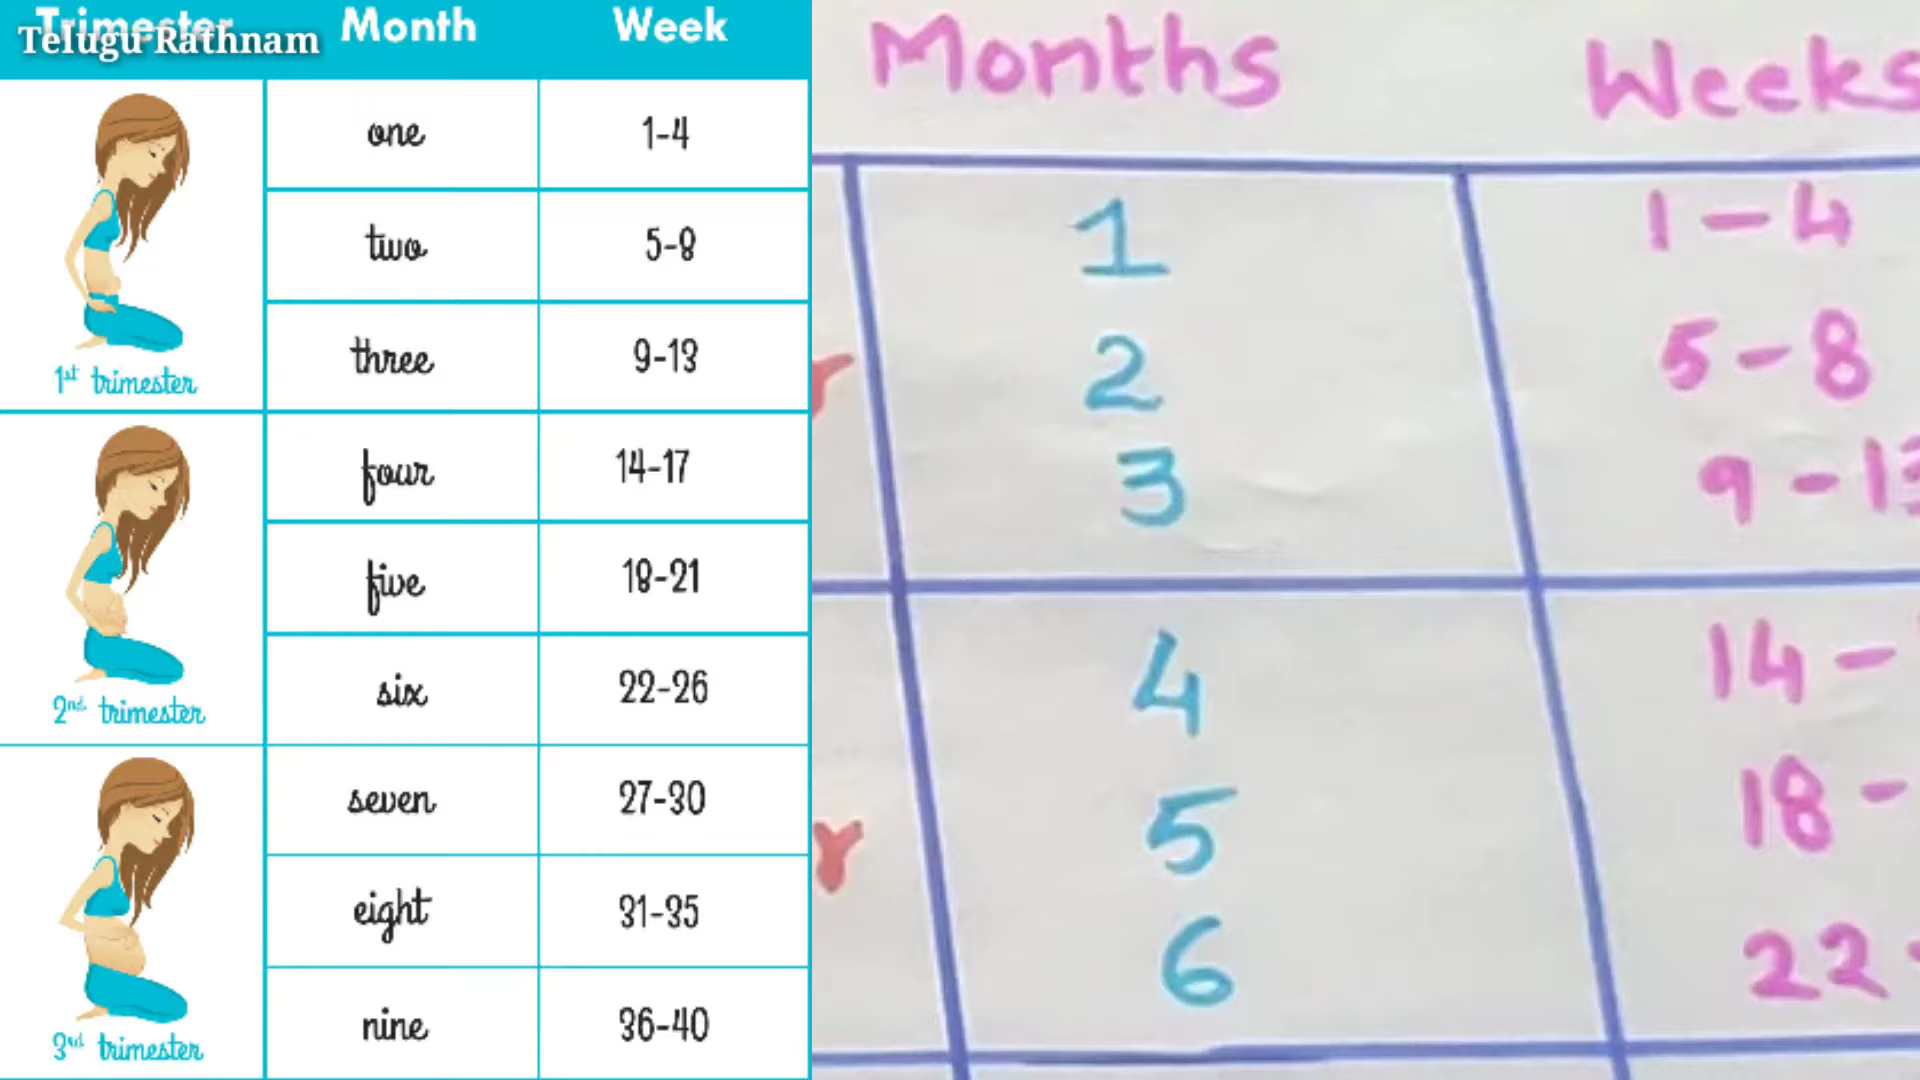 Trimester Month Week
Telugu Rathnam
one 1-4
two 5-8
three 9-13
1st trimester
four 14-17
five 18-21
six 22-26
2nd trimester
seven 27-30
eight 31-35
nine 36-40
3rd trimester
Months Weeks
1 1-4
2 5-8
3 9-13
r
4 14-
5 18-
r
6 22-